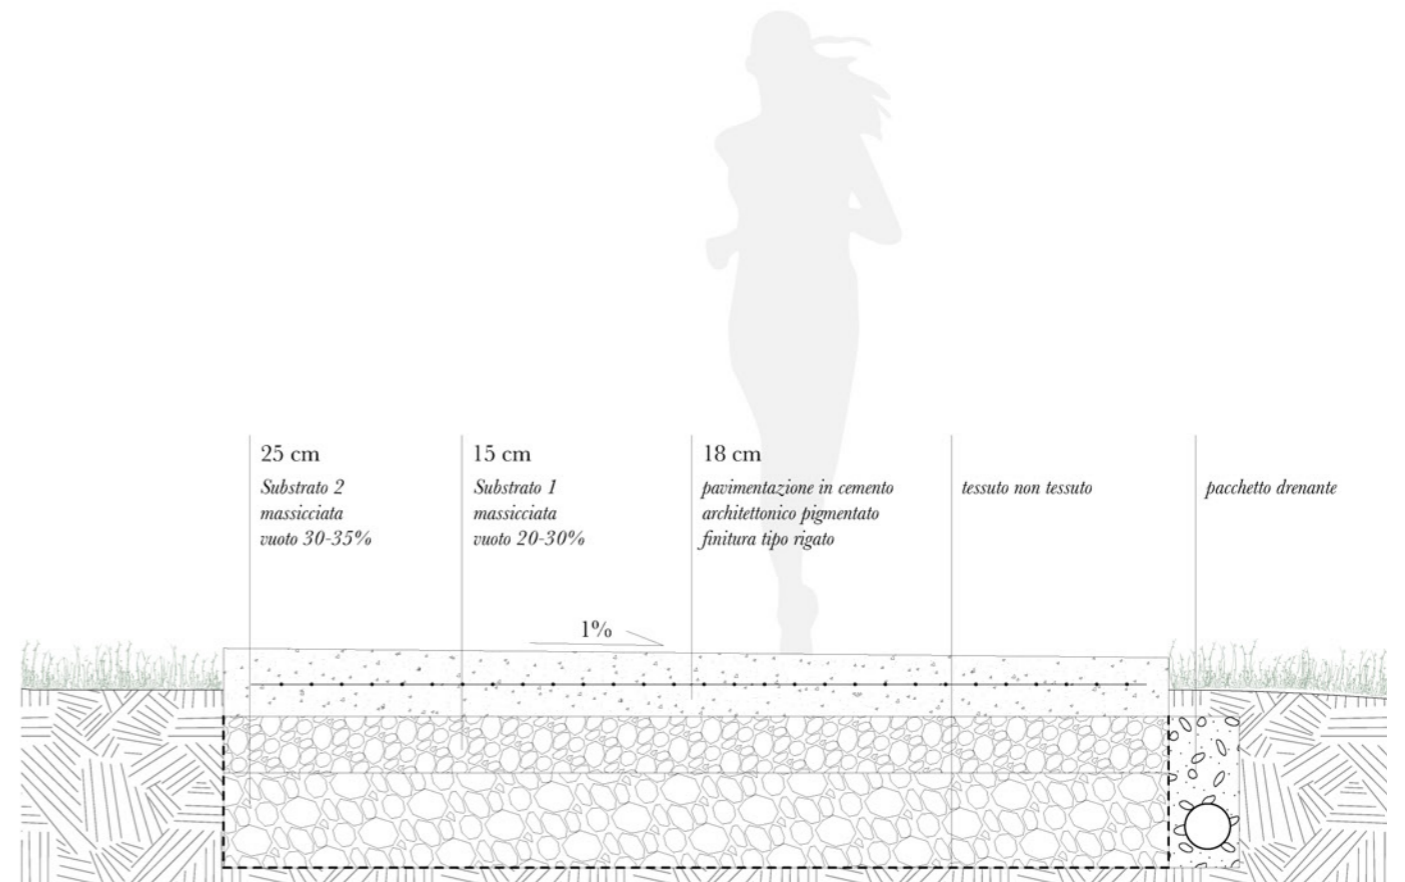 25 cm
Substrato 2
massicciata
vuoto 30-35%
15 cm
Substrato 1
massicciata
vuoto 20-30%
18 cm
pavimentazione in cemento
architettonico pigmentato
finitura tipo rigato
tessuto non tessuto
pacchetto drenante
1%